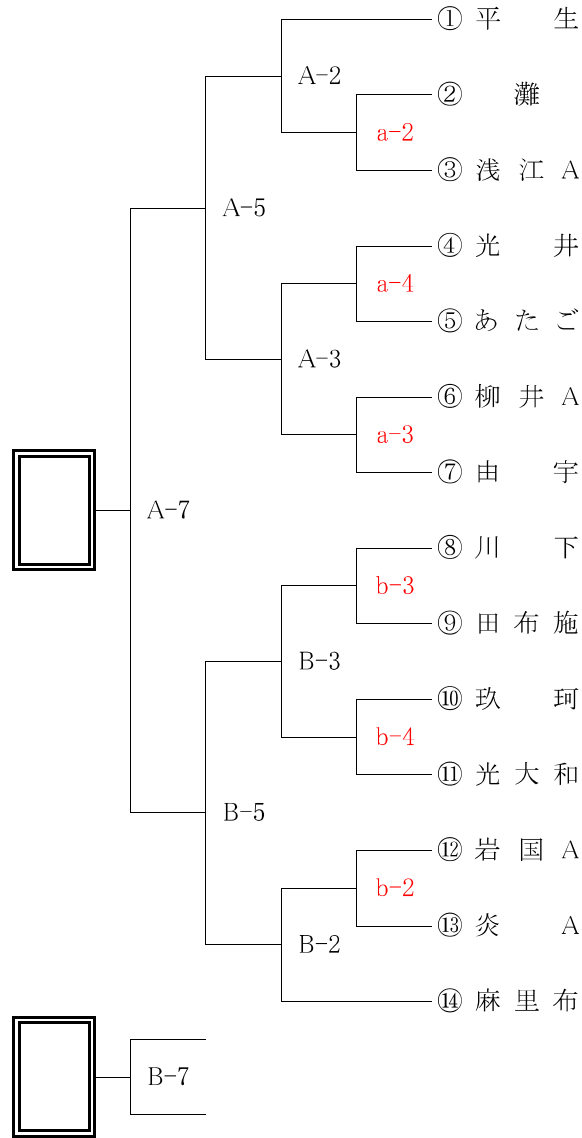 ① 平 生
A-2
② 灘
a-2
③ 浅 江 A
A-5
④ 光 井
a-4
⑤ あ た ご
A-3
⑥ 柳 井 A
a-3
⑦ 由 宇
A-7
⑧ 川 下
b-3
⑨ 田 布 施
B-3
⑩ 玖 珂
b-4
⑪ 光 大 和
B-5
⑫ 岩 国 A
b-2
⑬ 炎 A
B-2
⑭ 麻 里 布
B-7